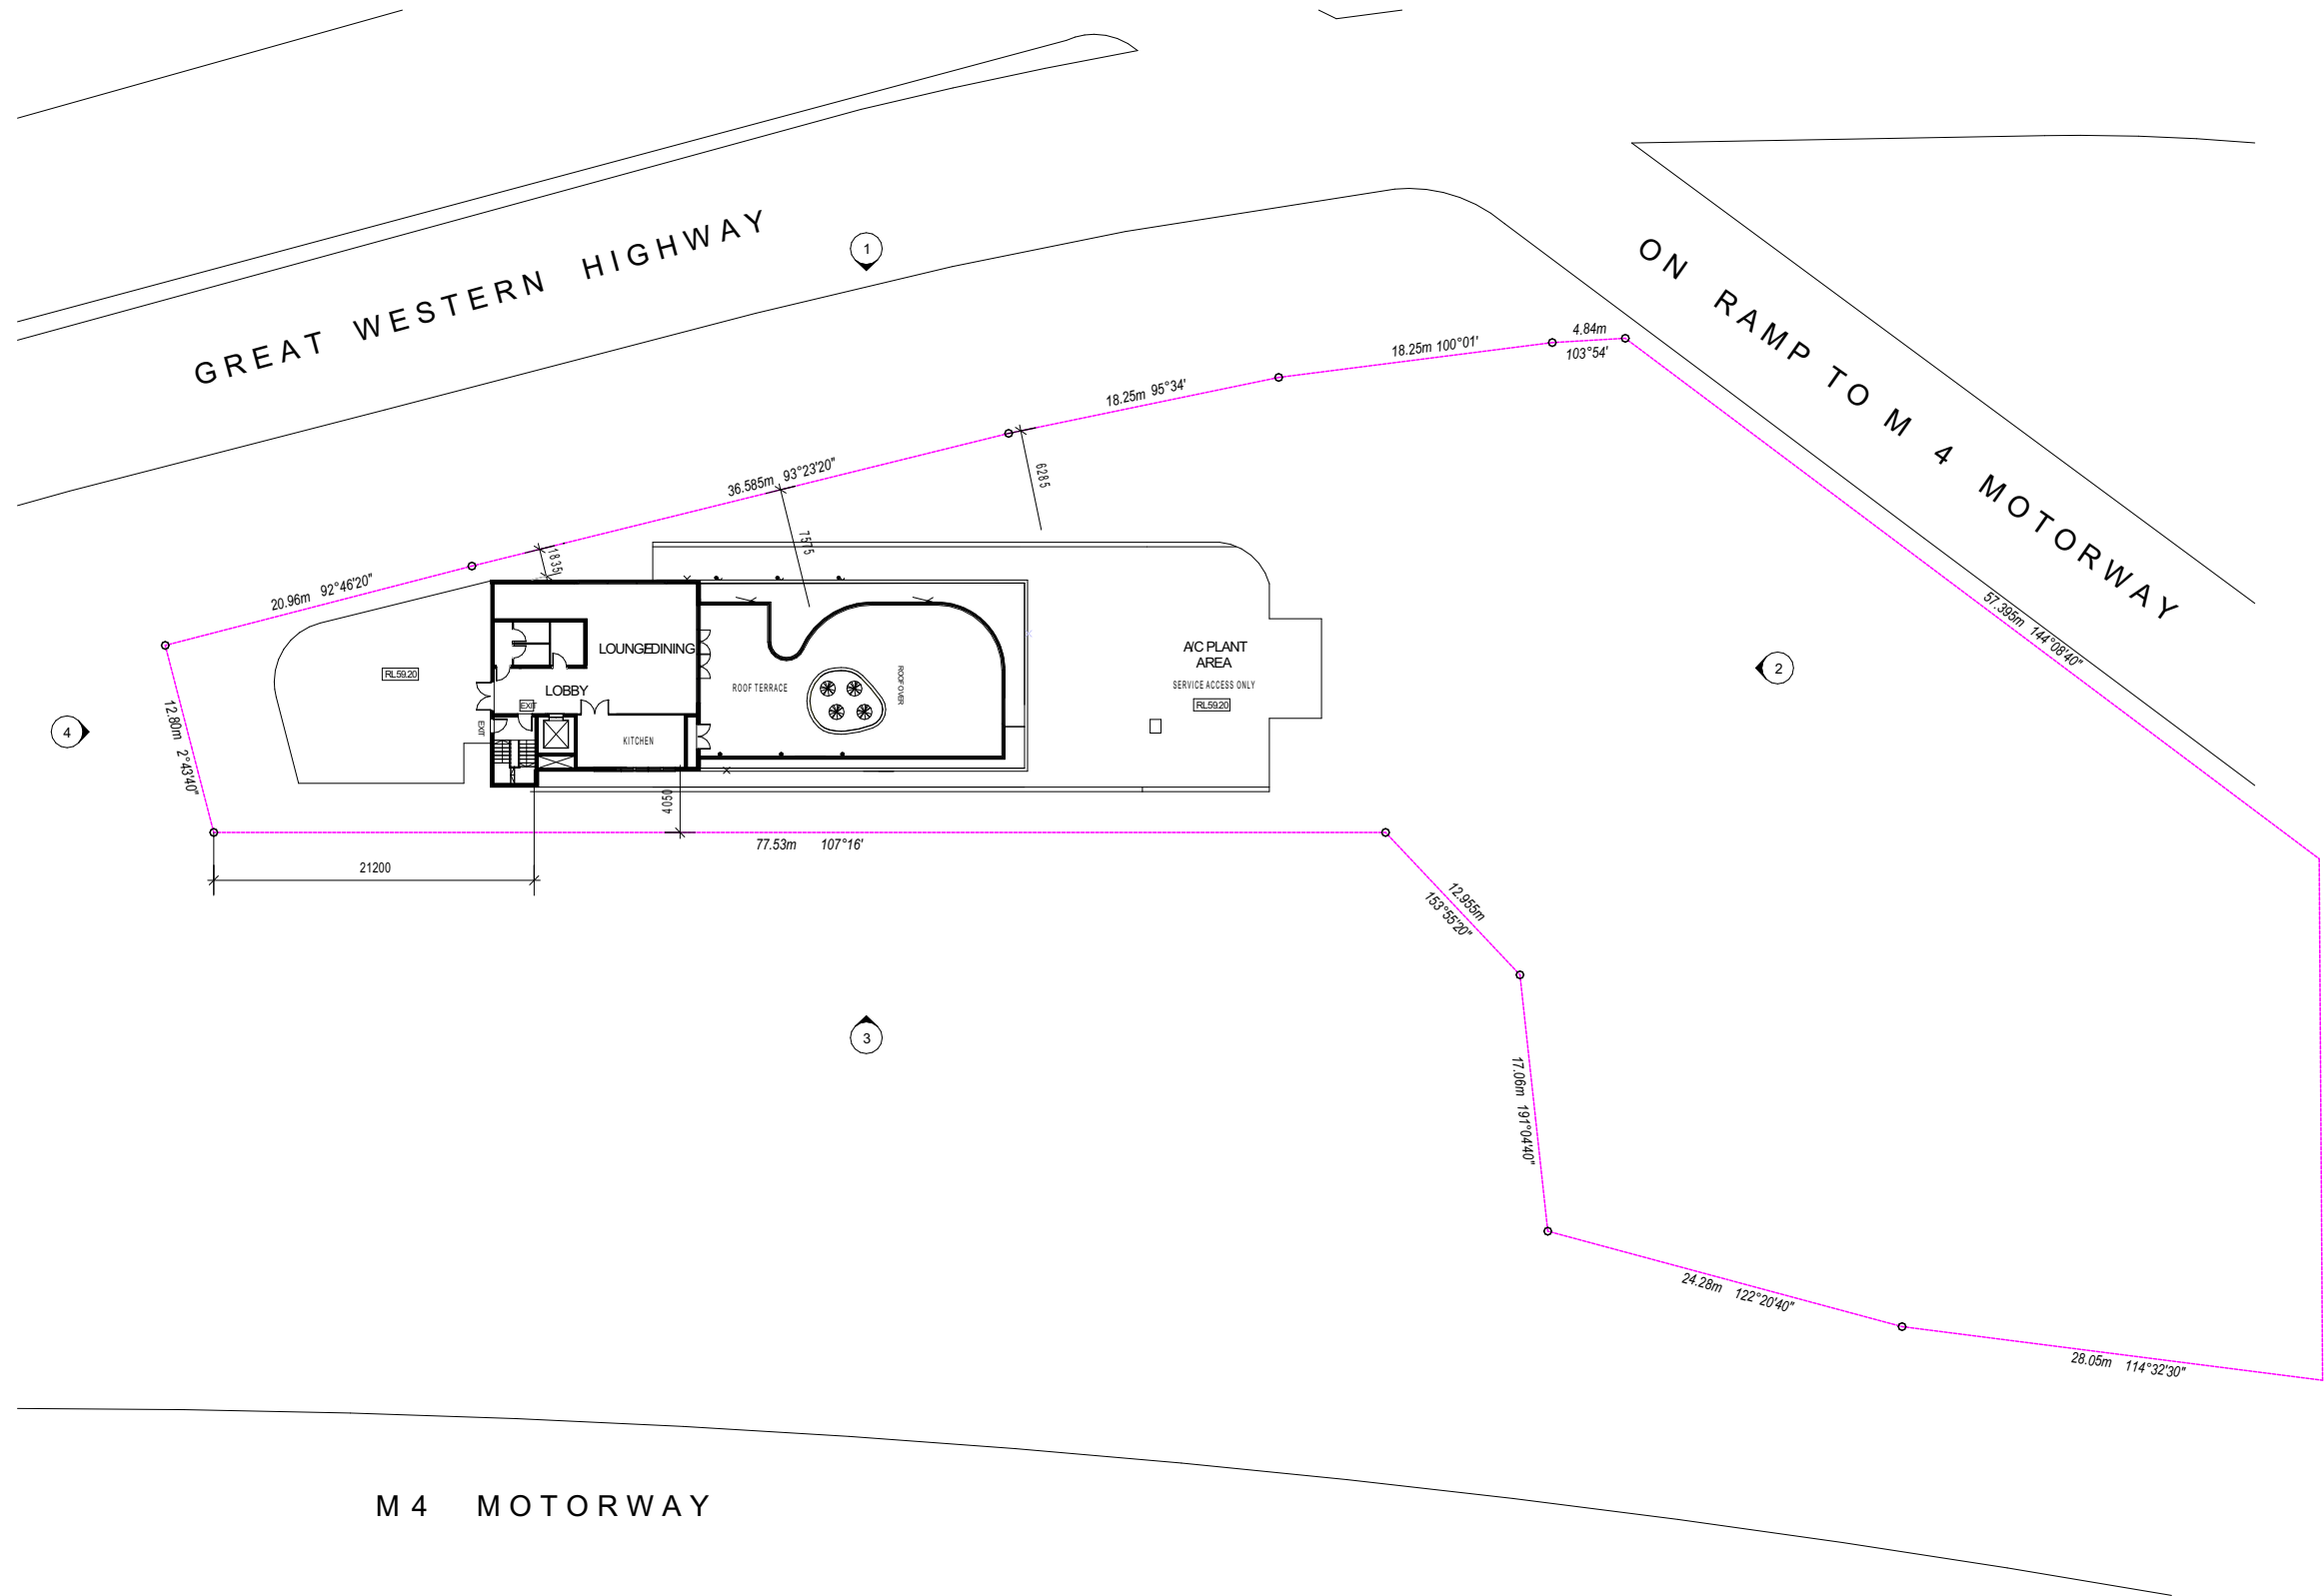 GREAT WESTERN HIGHWAY
1
ON RAMP TO M 4 MOTORWAY
4.84m
103°54'
18.25m 100°01'
18.25m 95°34'
36.585m 93°23'20"
6285
7575
1835
20.96m 92°46'20"
57.395m 144°08'40"
LOUNGE/DINING
A/C PLANT
AREA
SERVICE ACCESS ONLY
RL59.20
RL59.20
ROOF TERRACE
ROOF OVER
LOBBY
EXIT
EXIT
KITCHEN
2
4
12.80m 2°43'40"
4050
77.53m 107°16'
21200
12.955m
153°55'20"
3
17.06m 191°04'40"
24.28m 122°20'40"
28.05m 114°32'30"
M4 MOTORWAY